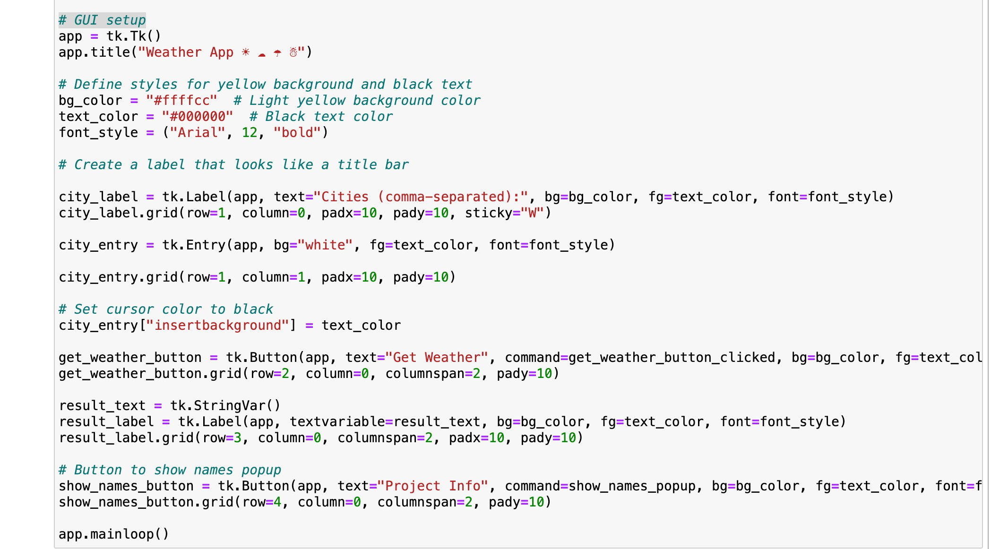 # GUI setup
app = tk.Tk()
app.title("Weather App ☀ ☁ ☂ ☃")
# Define styles for yellow background and black text
bg_color = "#ffffcc"  # Light yellow background color
text_color = "#000000"  # Black text color
font_style = ("Arial", 12, "bold")
# Create a label that looks like a title bar
city_label = tk.Label(app, text="Cities (comma-separated):", bg=bg_color, fg=text_color, font=font_style)
city_label.grid(row=1, column=0, padx=10, pady=10, sticky="W")
city_entry = tk.Entry(app, bg="white", fg=text_color, font=font_style)
city_entry.grid(row=1, column=1, padx=10, pady=10)
# Set cursor color to black
city_entry["insertbackground"] = text_color
get_weather_button = tk.Button(app, text="Get Weather", command=get_weather_button_clicked, bg=bg_color, fg=text_col
get_weather_button.grid(row=2, column=0, columnspan=2, pady=10)
result_text = tk.StringVar()
result_label = tk.Label(app, textvariable=result_text, bg=bg_color, fg=text_color, font=font_style)
result_label.grid(row=3, column=0, columnspan=2, padx=10, pady=10)
# Button to show names popup
show_names_button = tk.Button(app, text="Project Info", command=show_names_popup, bg=bg_color, fg=text_color, font=f
show_names_button.grid(row=4, column=0, columnspan=2, pady=10)
app.mainloop()